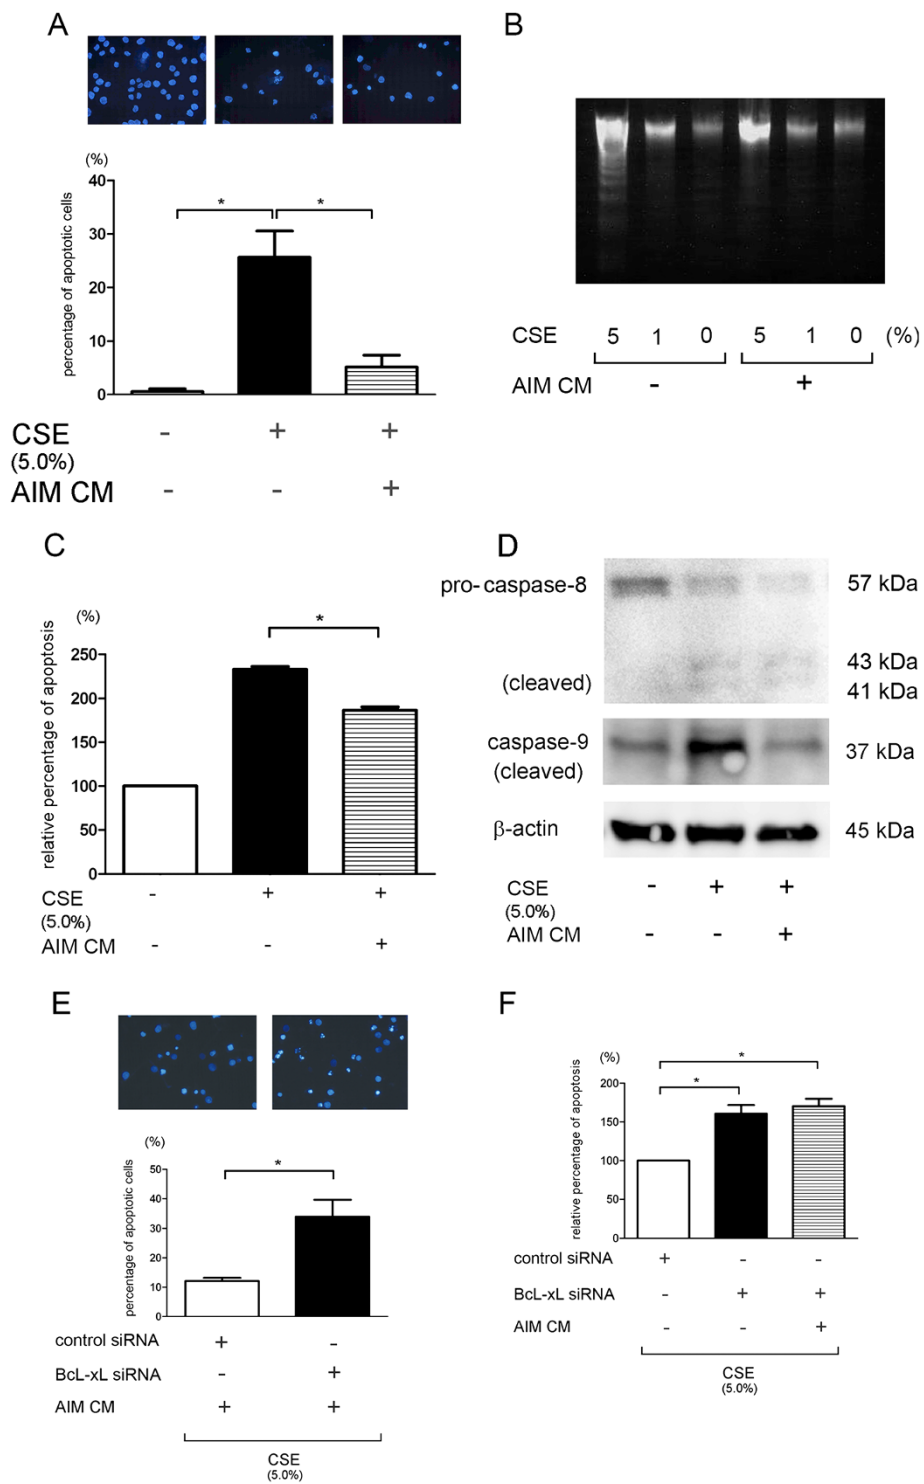 A
(%)
percentage of apoptotic cells
40
30
20
10
0
* *
CSE - + +
(5.0%)
AIM CM - - +
B
CSE 5 1 0 5 1 0 (%)
AIM CM - +
C
(%)
relative percentage of apoptosis
250
200
150
100
50
0
*
CSE - + +
(5.0%)
AIM CM - - +
D
pro-caspase-8 57 kDa
43 kDa
(cleaved) 41 kDa
caspase-9 37 kDa
(cleaved)
β-actin 45 kDa
CSE - + +
(5.0%)
AIM CM - - +
E
(%)
percentage of apoptotic cells
50
40
30
20
10
0
*
control siRNA + -
BcL-xL siRNA - +
AIM CM + +
CSE
(5.0%)
F
(%)
relative percentage of apoptosis
200
150
100
50
0
*
*
control siRNA + - -
BcL-xL siRNA - + +
AIM CM - - +
CSE
(5.0%)